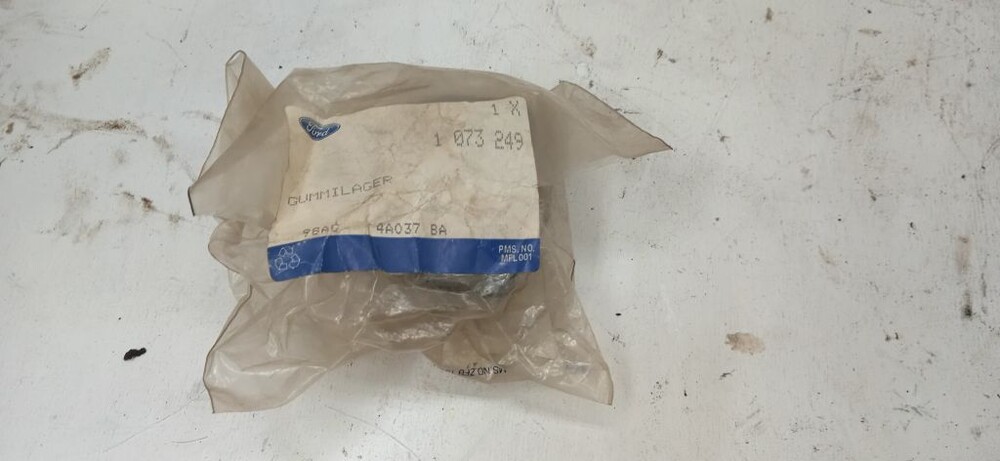 1 X
Ford
1 073 249
GUMMILAGER
98AG 4A037 BA
PMS. NO.
MPL001